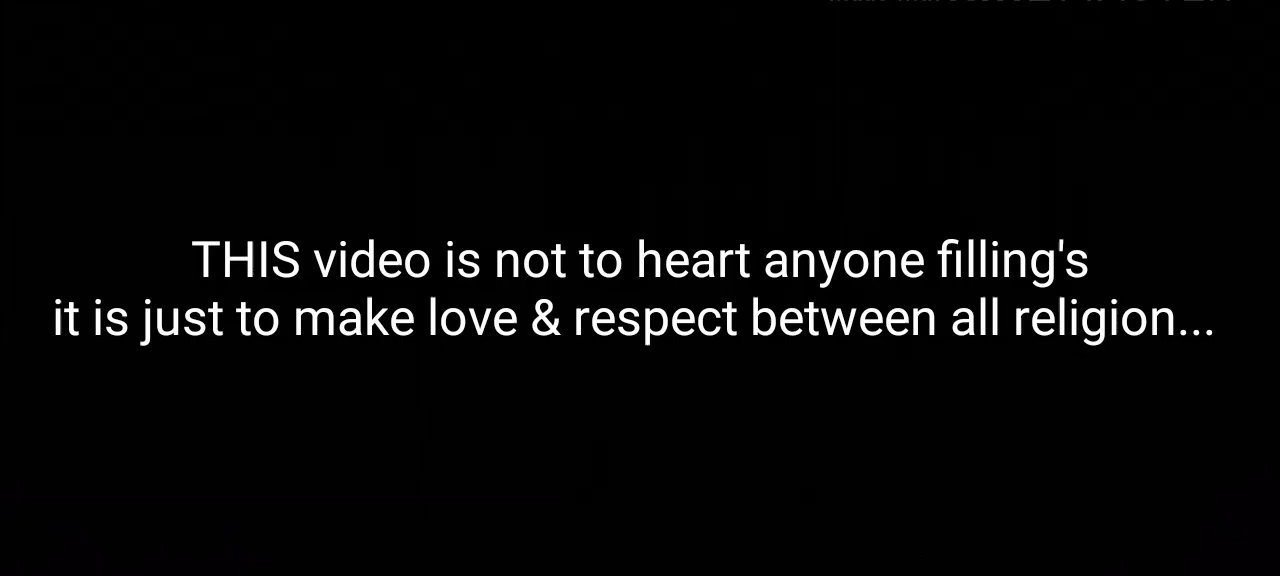 THIS video is not to heart anyone filling's
it is just to make love & respect between all religion...